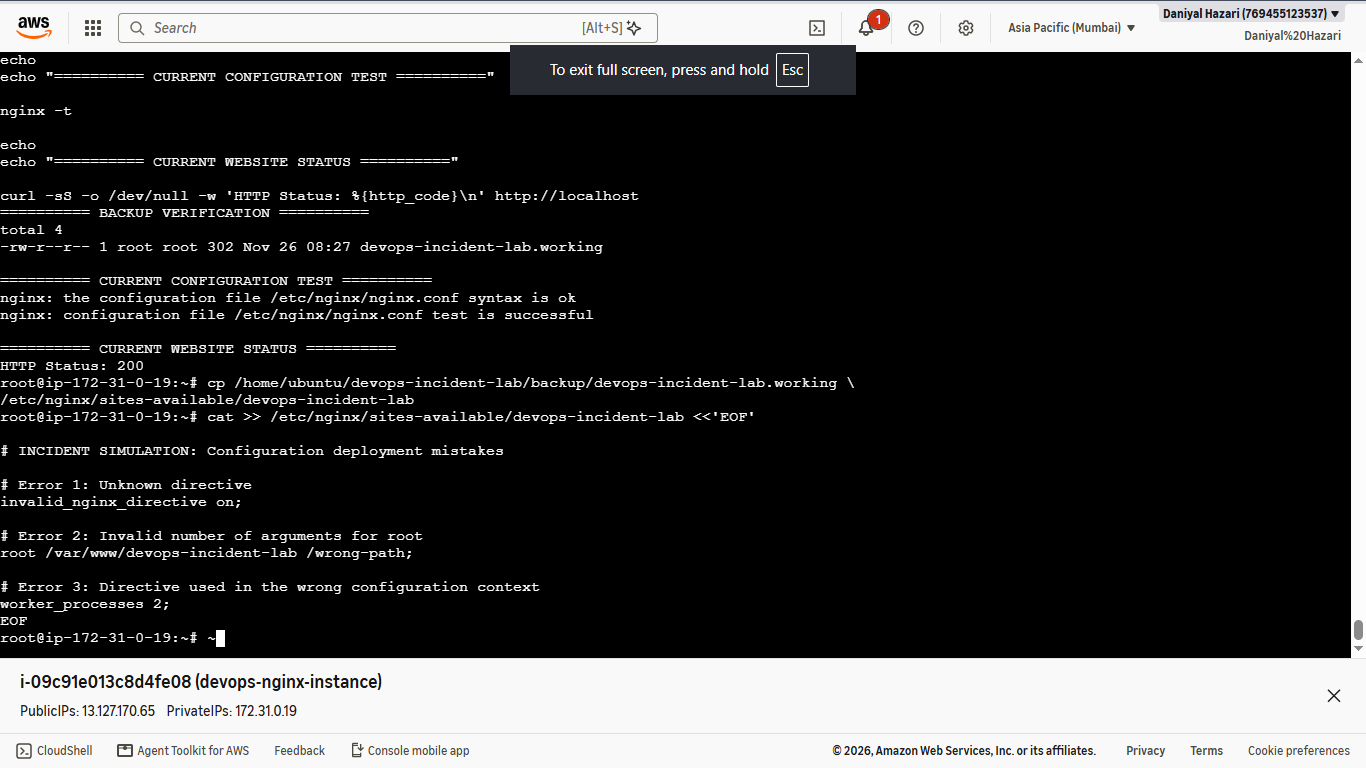 aws
Search
[Alt+S]
1
Asia Pacific (Mumbai)
Daniyal Hazari (769455123537)
Daniyal%20Hazari
To exit full screen, press and hold Esc
echo
echo "========== CURRENT CONFIGURATION TEST =========="
nginx -t
echo
echo "========== CURRENT WEBSITE STATUS =========="
curl -sS -o /dev/null -w 'HTTP Status: %{http_code}\n' http://localhost
========== BACKUP VERIFICATION ==========
total 4
-rw-r--r-- 1 root root 302 Nov 26 08:27 devops-incident-lab.working
========== CURRENT CONFIGURATION TEST ==========
nginx: the configuration file /etc/nginx/nginx.conf syntax is ok
nginx: configuration file /etc/nginx/nginx.conf test is successful
========== CURRENT WEBSITE STATUS ==========
HTTP Status: 200
root@ip-172-31-0-19:~# cp /home/ubuntu/devops-incident-lab/backup/devops-incident-lab.working \
/etc/nginx/sites-available/devops-incident-lab
root@ip-172-31-0-19:~# cat >> /etc/nginx/sites-available/devops-incident-lab <<'EOF'
# INCIDENT SIMULATION: Configuration deployment mistakes
# Error 1: Unknown directive
invalid_nginx_directive on;
# Error 2: Invalid number of arguments for root
root /var/www/devops-incident-lab /wrong-path;
# Error 3: Directive used in the wrong configuration context
worker_processes 2;
EOF
root@ip-172-31-0-19:~# ~
i-09c91e013c8d4fe08 (devops-nginx-instance)
PublicIPs: 13.127.170.65 PrivateIPs: 172.31.0.19
CloudShell Agent Toolkit for AWS Feedback Console mobile app © 2026, Amazon Web Services, Inc. or its affiliates. Privacy Terms Cookie preferences